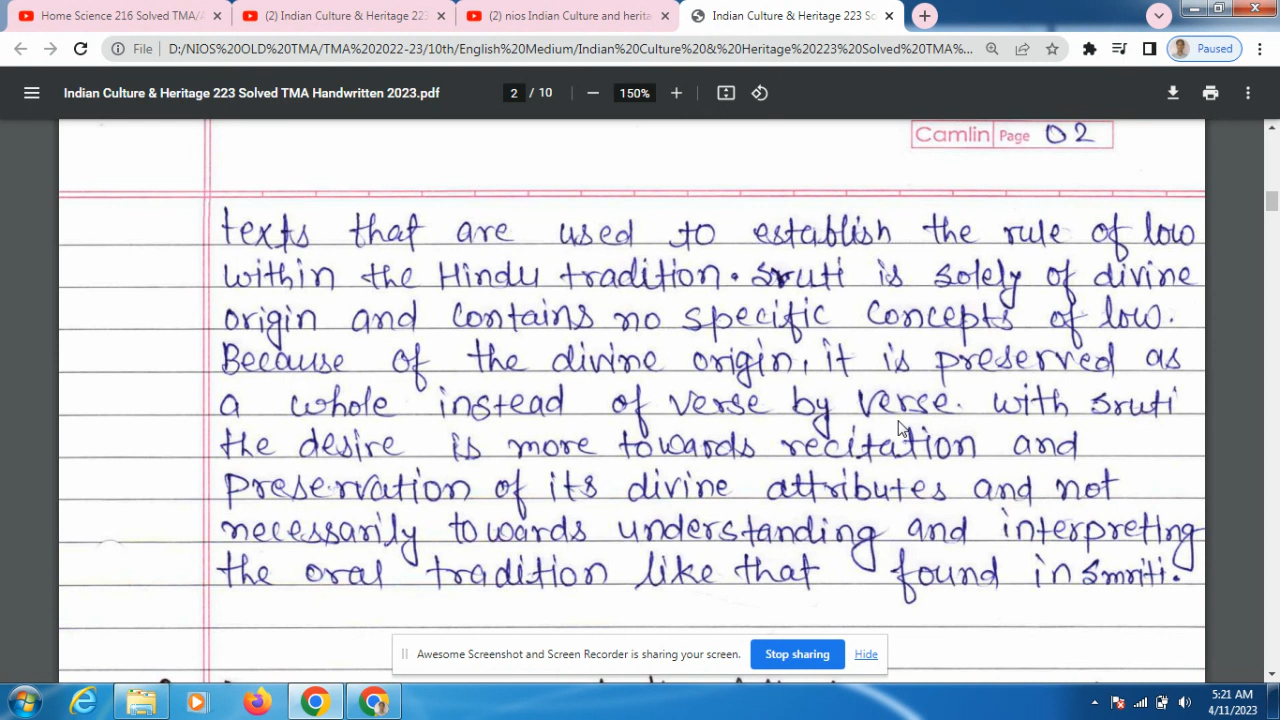 Home Science 216 Solved TMA/A
(2) Indian Culture & Heritage 223
(2) so
ulture and herita
Indian Culture & Heritage 223 So
File
D:/NIOS%20OLD%20TMA/TMA%202022-23/10th/English%20Medium/Indian%20Culture%20&%20Heritage%20223%20Solved%20TMA%...
Paused
Indian Culture & Heritage 223 Solved TMA Handwritten 2023.pdf
2 / 10
150%
Camlin Page 02
texts that are used to establish the rule of low
within the Hindu tradition. Sruti is solely of divine
origin and contains no specific concepts of low.
Because of the divine origin, it is preserved as
a whole instead of verse by verse. with sruti
the desire is more towards recitation and
preservation of its divine attributes and not
necessarily towards understanding and interpreting
the oral tradition like that found in smriti.
Awesome Screenshot and Screen Recorder is sharing your screen.
Stop sharing
Hide
5:21 AM
4/11/2023